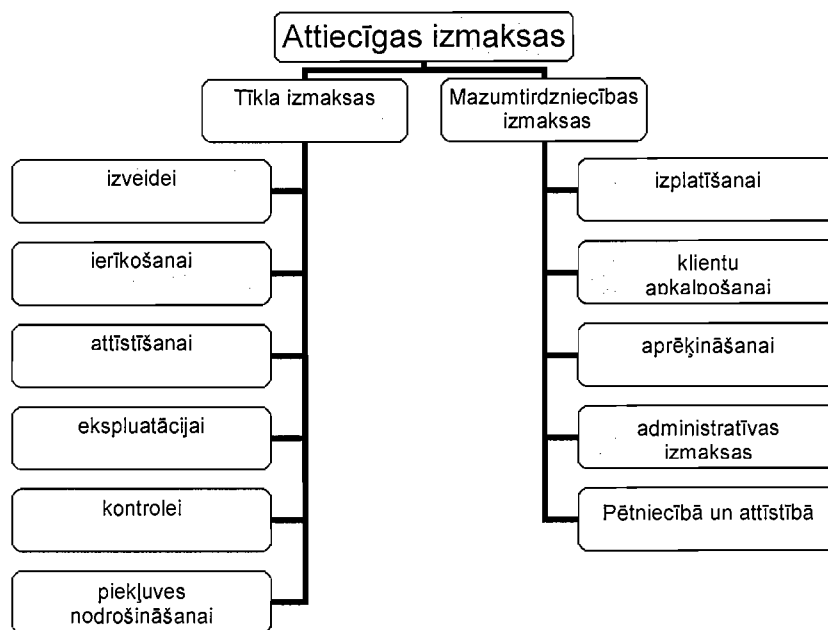 Attiecīgas izmaksas
Tīkla izmaksas
Mazumtirdzniecības
izmaksas
izveidei
ierīkošanai
attīstīšanai
ekspluatācijai
kontrolei
piekļuves
nodrošināšanai
izplatīšanai
klientu
apkalpošanai
aprēķināšanai
administratīvas
izmaksas
Pētniecībā un attīstībā